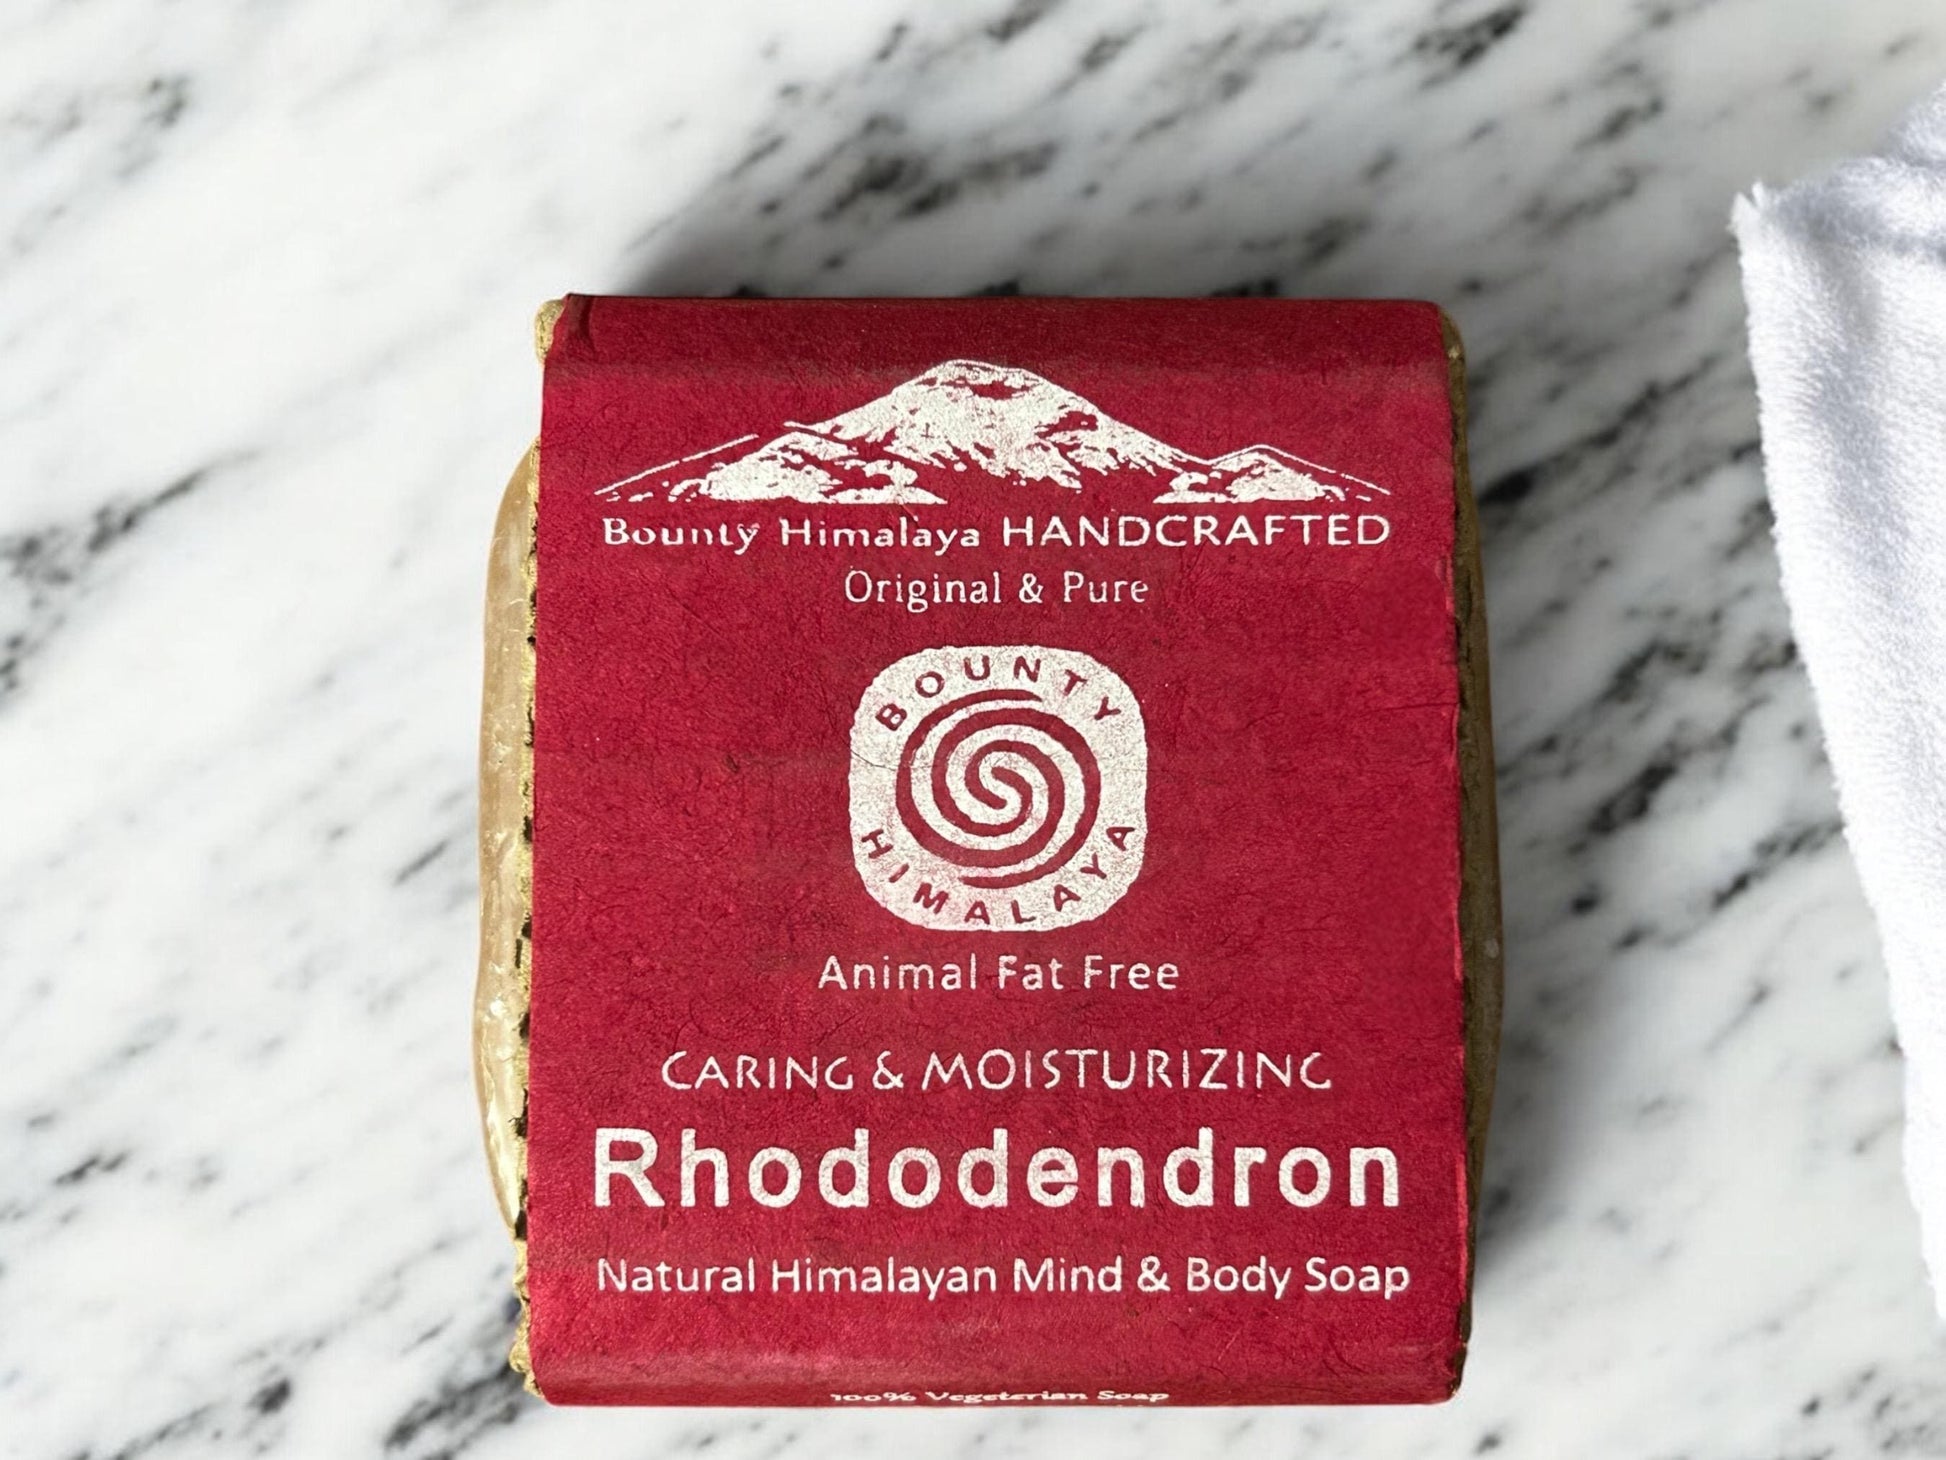 Bounty Himalaya HANDCRAFTED
Original & Pure
BOUNTY
HIMALAYA
Animal Fat Free
CARING & MOISTURIZING
Rhododendron
Natural Himalayan Mind & Body Soap
100% Vegetarian Soap